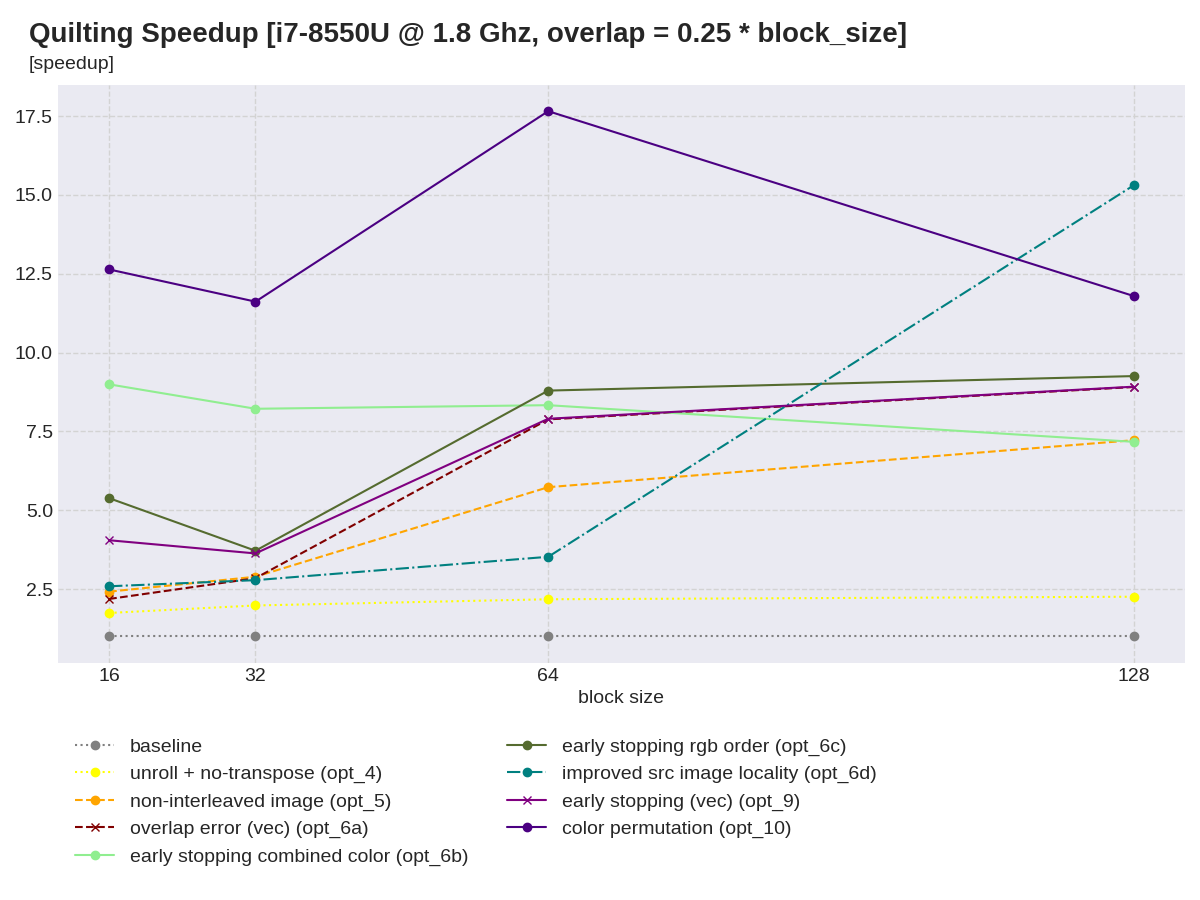 Quilting Speedup [i7-8550U @ 1.8 Ghz, overlap = 0.25 * block_size]
[speedup]
17.5
15.0
12.5
10.0
7.5
5.0
2.5
16 32 64 128
block size
baseline
unroll + no-transpose (opt_4)
non-interleaved image (opt_5)
overlap error (vec) (opt_6a)
early stopping combined color (opt_6b)
early stopping rgb order (opt_6c)
improved src image locality (opt_6d)
early stopping (vec) (opt_9)
color permutation (opt_10)